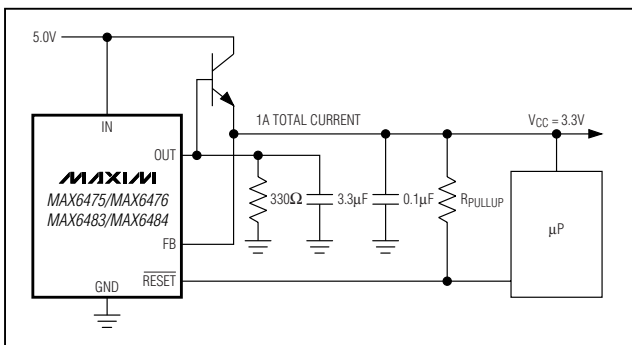 5.0V
IN
1A TOTAL CURRENT
VCC = 3.3V
OUT
MAXIM
MAX6475/MAX6476
MAX6483/MAX6484
330Ω
3.3µF
0.1µF
RPULLUP
µP
FB
GND
RESET